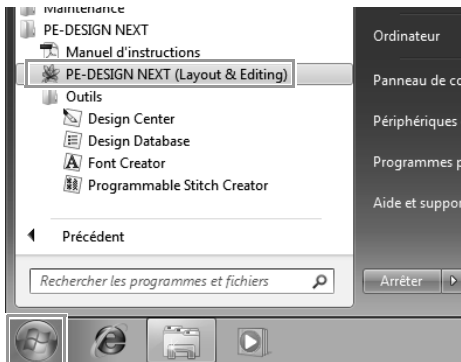 Maintenance
PE-DESIGN NEXT
Manuel d'instructions
PE-DESIGN NEXT (Layout & Editing)
Outils
Design Center
Design Database
Font Creator
Programmable Stitch Creator
Précédent
Rechercher les programmes et fichiers
Ordinateur
Panneau de co
Périphériques
Programmes p
Aide et suppor
Arrêter